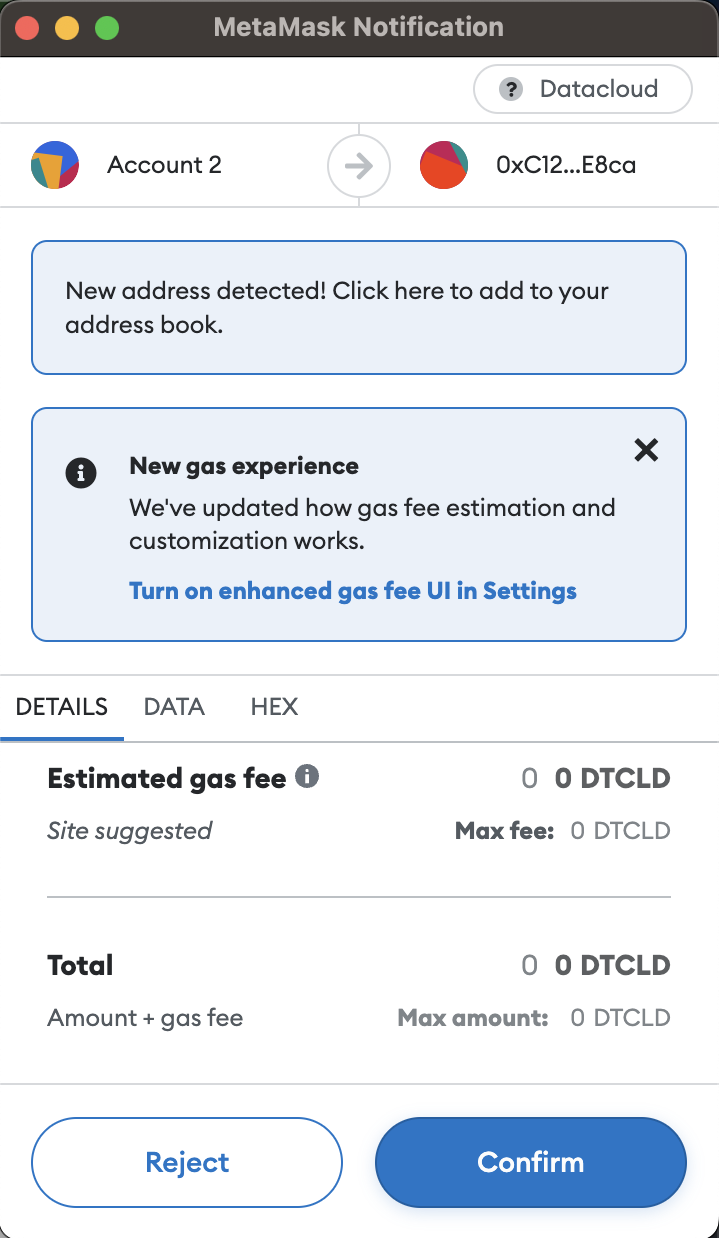 MetaMask Notification
? Datacloud
Account 2
0xC12...E8ca
New address detected! Click here to add to your
address book.
New gas experience
We've updated how gas fee estimation and
customization works.
Turn on enhanced gas fee UI in Settings
DETAILS DATA HEX
Estimated gas fee 0 0 DTCLD
Site suggested Max fee: 0 DTCLD
Total 0 0 DTCLD
Amount + gas fee Max amount: 0 DTCLD
Reject Confirm